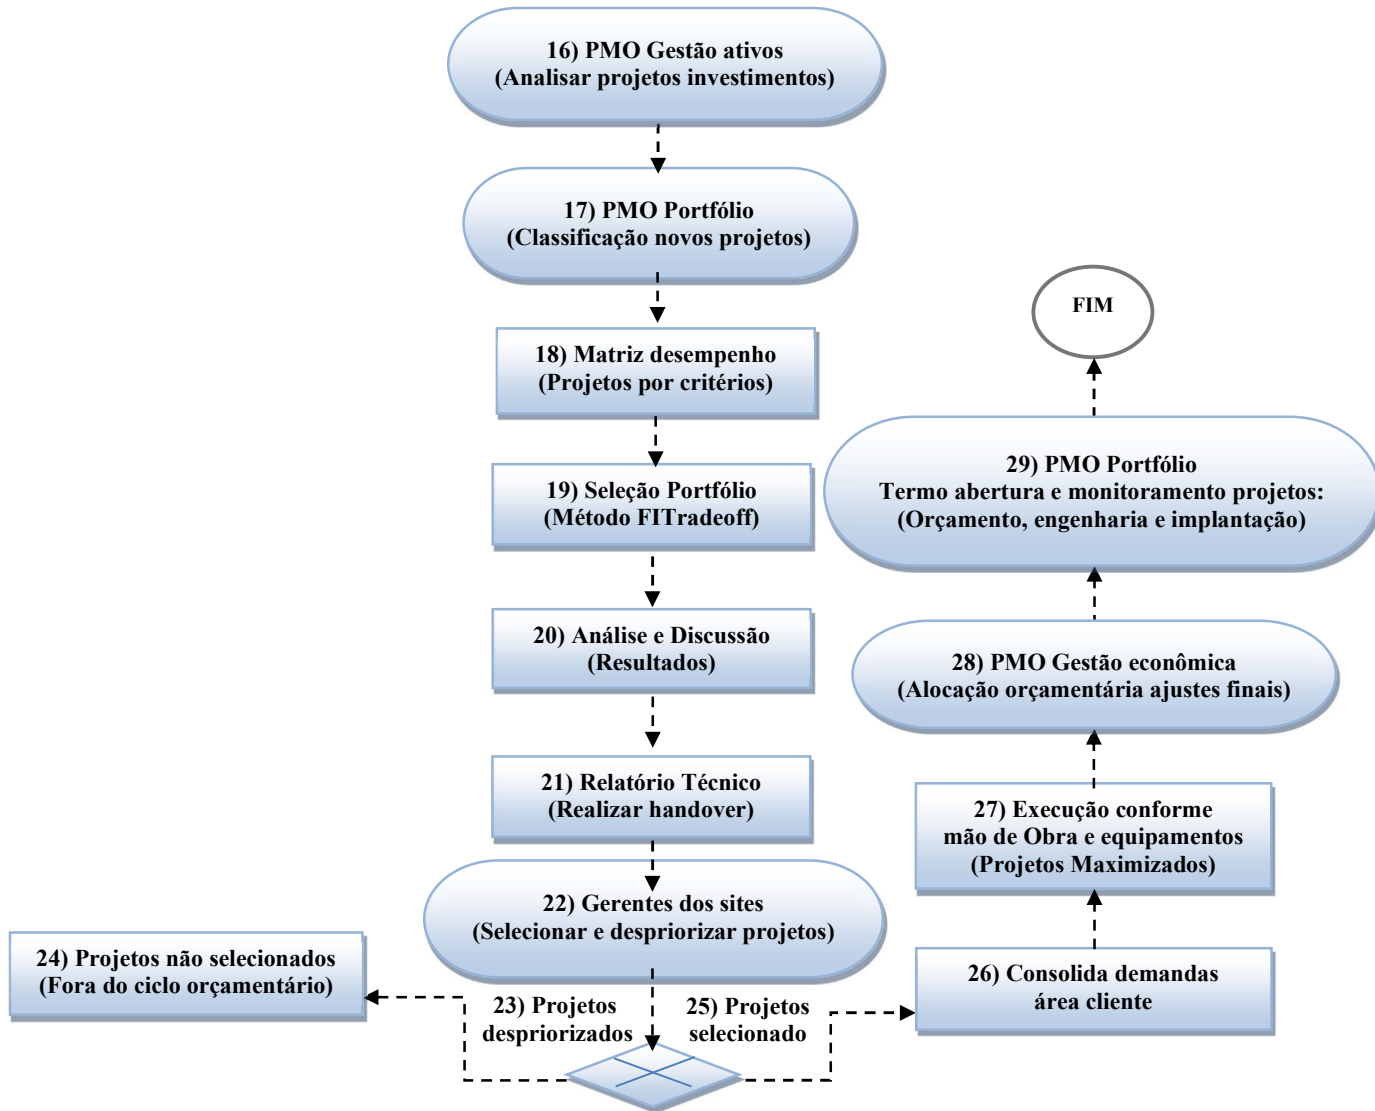 16) PMO Gestão ativos
(Analisar projetos investimentos)
17) PMO Portfólio
(Classificação novos projetos)
18) Matriz desempenho
(Projetos por critérios)
19) Seleção Portfólio
(Método FITradeoff)
20) Análise e Discussão
(Resultados)
21) Relatório Técnico
(Realizar handover)
22) Gerentes dos sites
(Selecionar e despriorizar projetos)
23) Projetos
despriorizados
24) Projetos não selecionados
(Fora do ciclo orçamentário)
25) Projetos
selecionado
26) Consolida demandas
área cliente
27) Execução conforme
mão de Obra e equipamentos
(Projetos Maximizados)
28) PMO Gestão econômica
(Alocação orçamentária ajustes finais)
29) PMO Portfólio
Termo abertura e monitoramento projetos:
(Orçamento, engenharia e implantação)
FIM